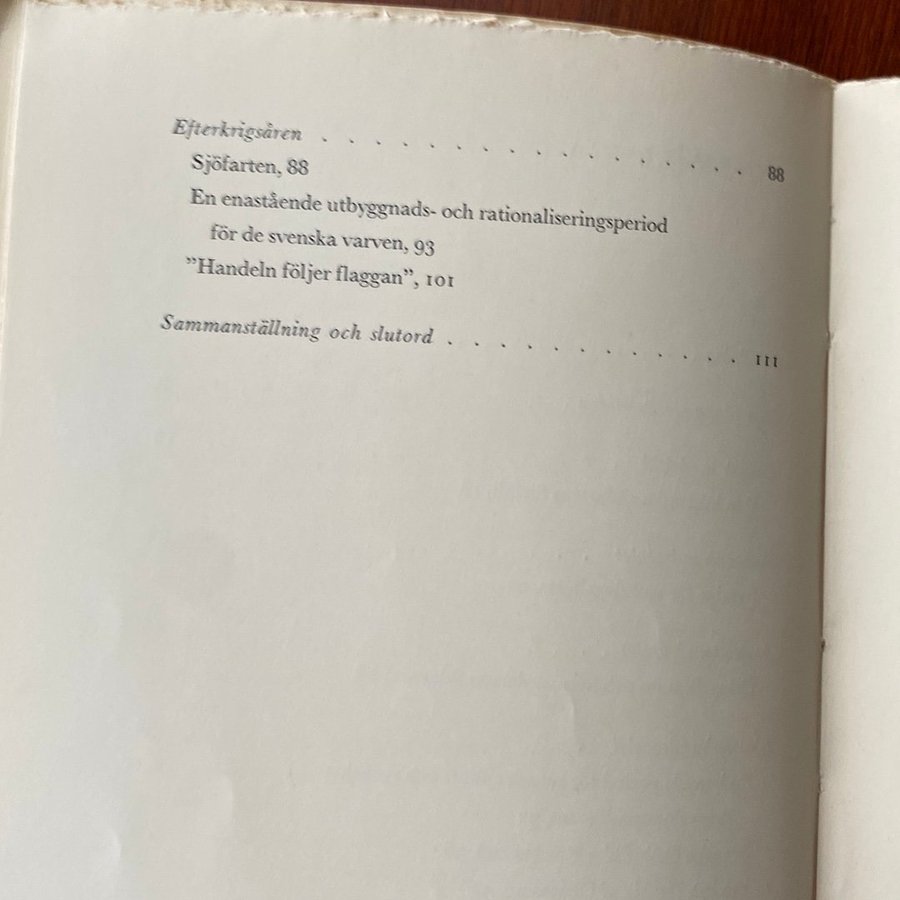 Efterkrigsåren . . . . . . . . . . . . . . . . . 88
Sjöfarten, 88
En enastående utbyggnads- och rationaliseringsperiod
för de svenska varven, 93
”Handeln följer flaggan”, 101
Sammanställning och slutord . . . . . . . . . . . . 111